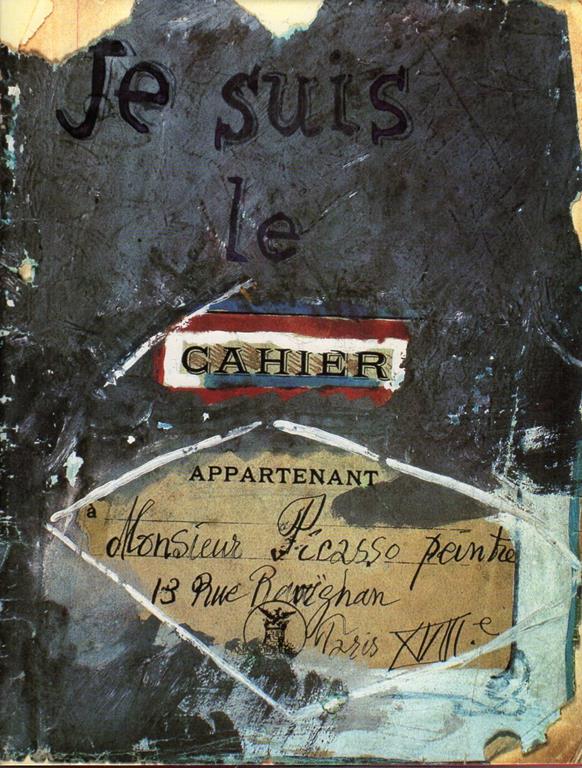 Je suis
le
CAHIER
APPARTENANT
à Monsieur Picasso peintre
13 Rue Ravignan
Paris XVIII.e